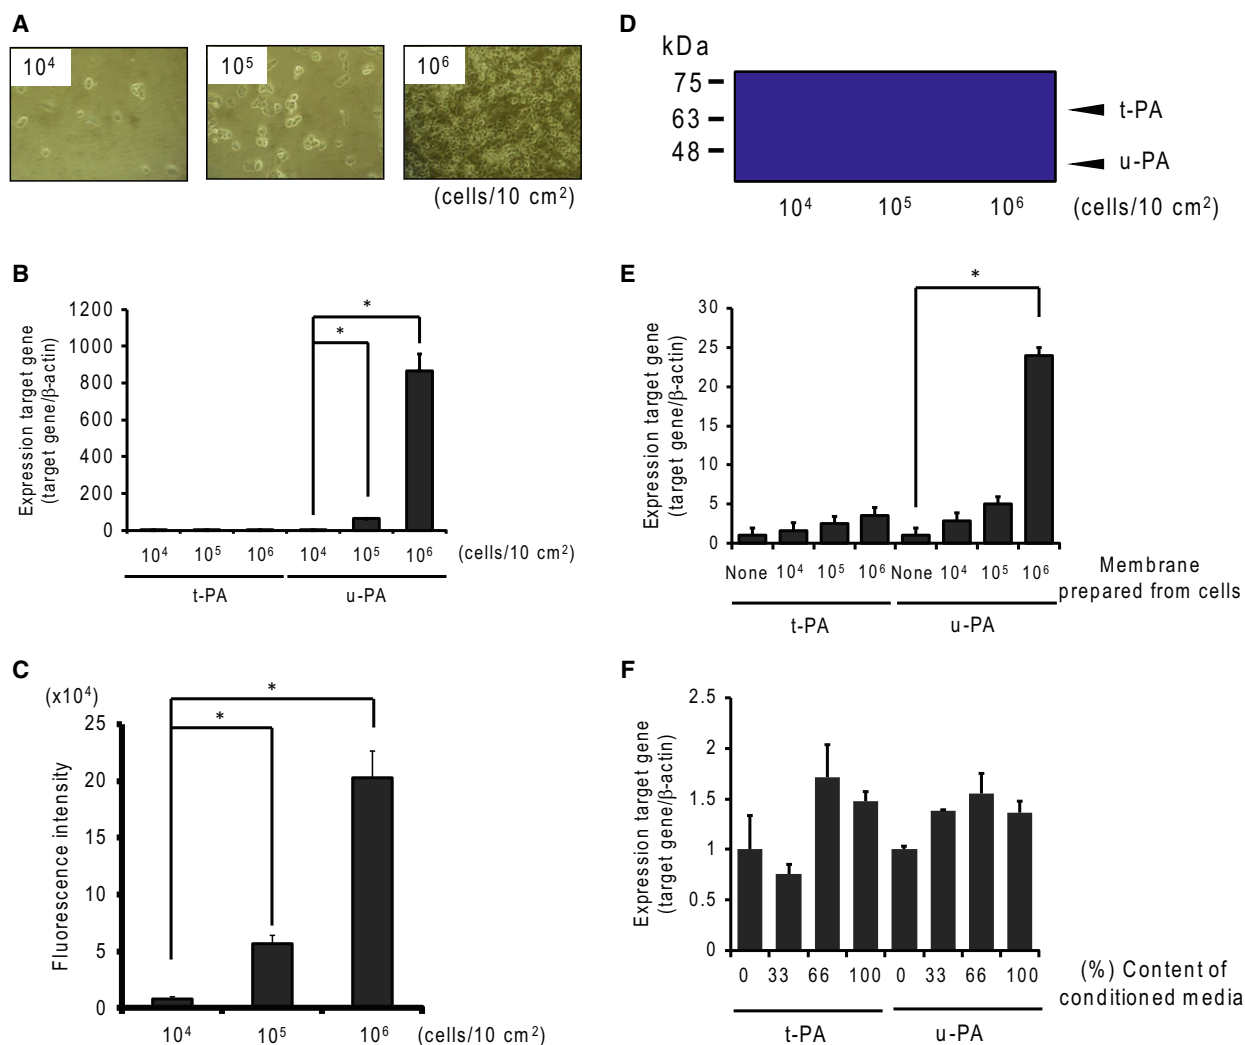 A
10⁴
10⁵
10⁶
(cells/10 cm²)
B
Expression target gene
(target gene/β-actin)
1200
1000
800
600
400
200
0
*
*
10⁴ 10⁵ 10⁶ 10⁴ 10⁵ 10⁶ (cells/10 cm²)
t-PA u-PA
C
(x10⁴)
Fluorescence intensity
25
20
15
10
5
0
*
*
10⁴ 10⁵ 10⁶ (cells/10 cm²)
D
kDa
75
63
48
t-PA
u-PA
10⁴ 10⁵ 10⁶ (cells/10 cm²)
E
Expression target gene
(target gene/β-actin)
30
25
20
15
10
5
0
*
None 10⁴ 10⁵ 10⁶ None 10⁴ 10⁵ 10⁶
Membrane
prepared from cells
t-PA u-PA
F
Expression target gene
(target gene/β-actin)
2.5
2
1.5
1
0.5
0
0 33 66 100 0 33 66 100
(%) Content of
conditioned media
t-PA u-PA